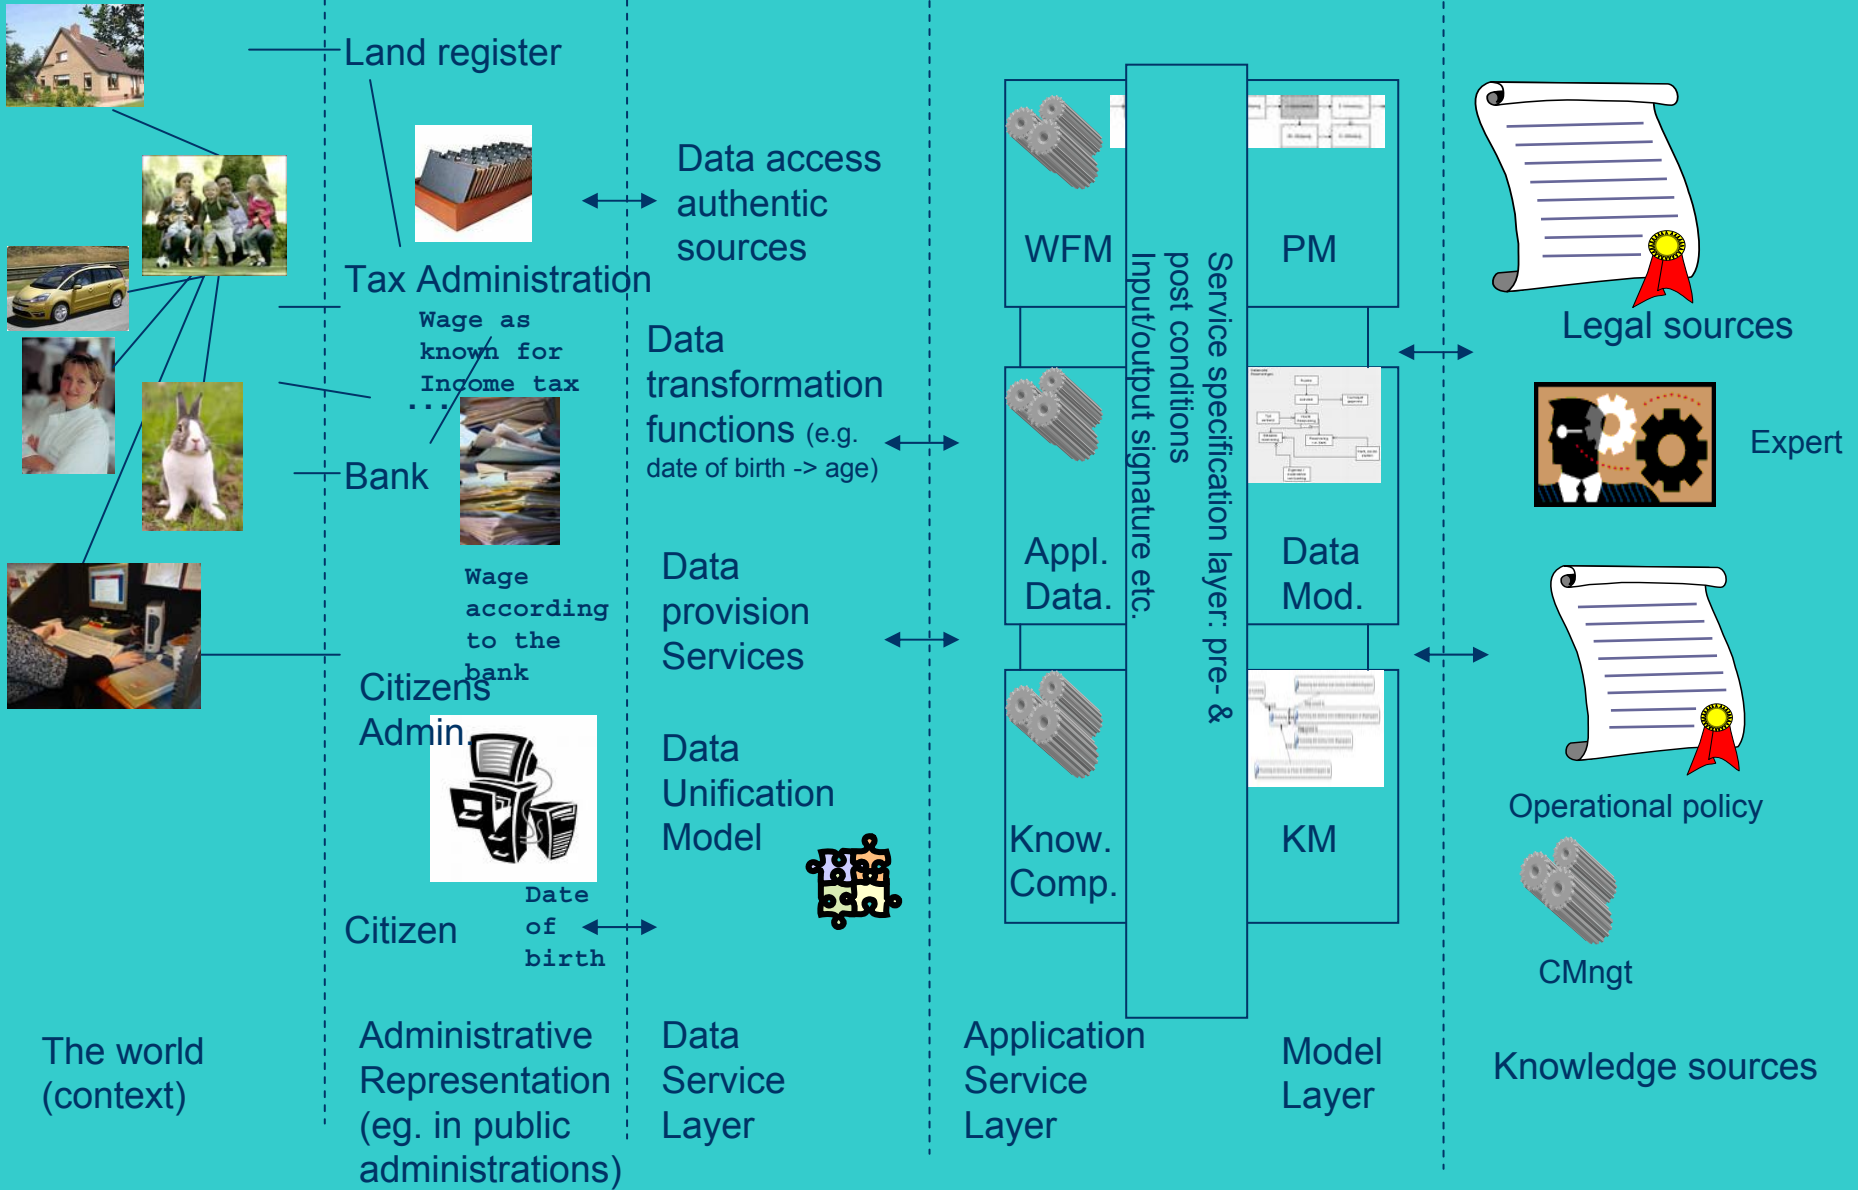 Land register
Tax Administration
Wage as
known for
Income tax
...
Bank
Wage
according
to the
bank
Citizens
Admin.
Date
of
birth
Citizen
Data access
authentic
sources
Data
transformation
functions (e.g.
date of birth -> age)
Data
provision
Services
Data
Unification
Model
WFM
PM
Appl.
Data.
Data
Mod.
Know.
Comp.
KM
Service specification layer: pre- &
post conditions
Input/output signature etc.
Legal sources
Expert
Operational policy
CMngt
The world
(context)
Administrative
Representation
(eg. in public
administrations)
Data
Service
Layer
Application
Service
Layer
Model
Layer
Knowledge sources